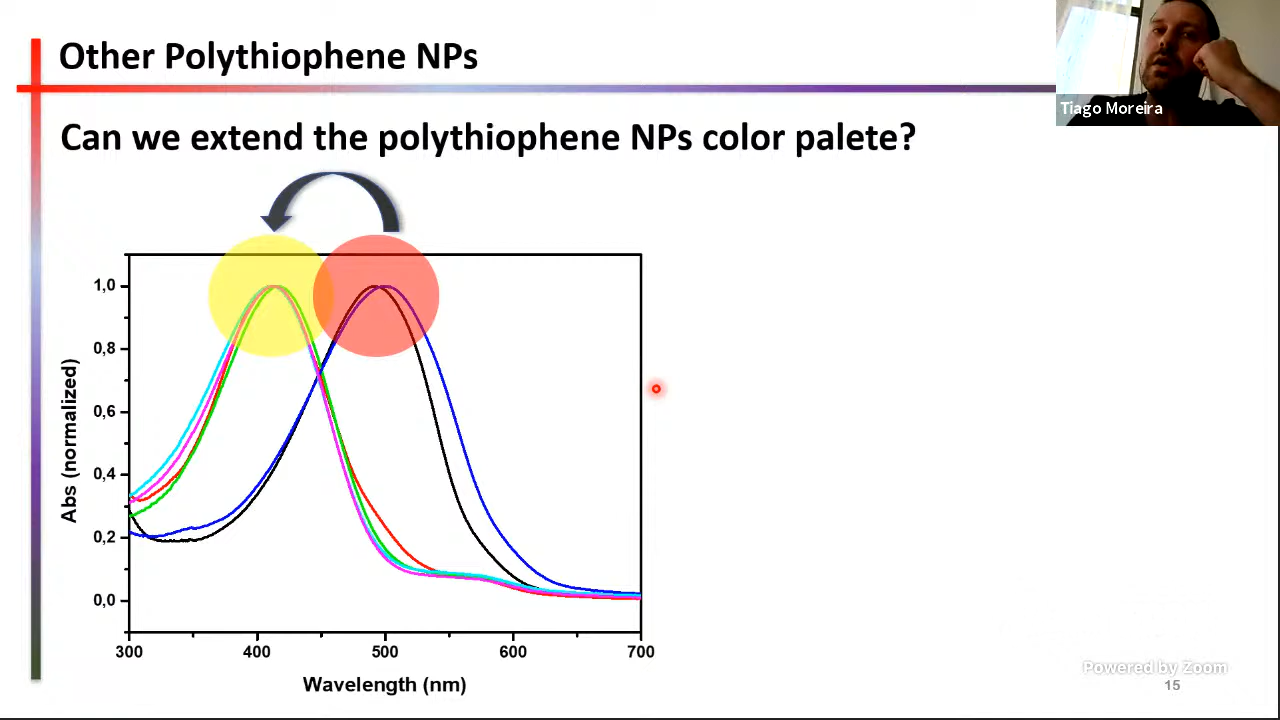 Other Polythiophene NPs
Tiago Moreira
Can we extend the polythiophene NPs color palete?
1,0
0,8
0,6
0,4
0,2
0,0
Abs (normalized)
300 400 500 600 700
Wavelength (nm)
Powered by Zoom
15